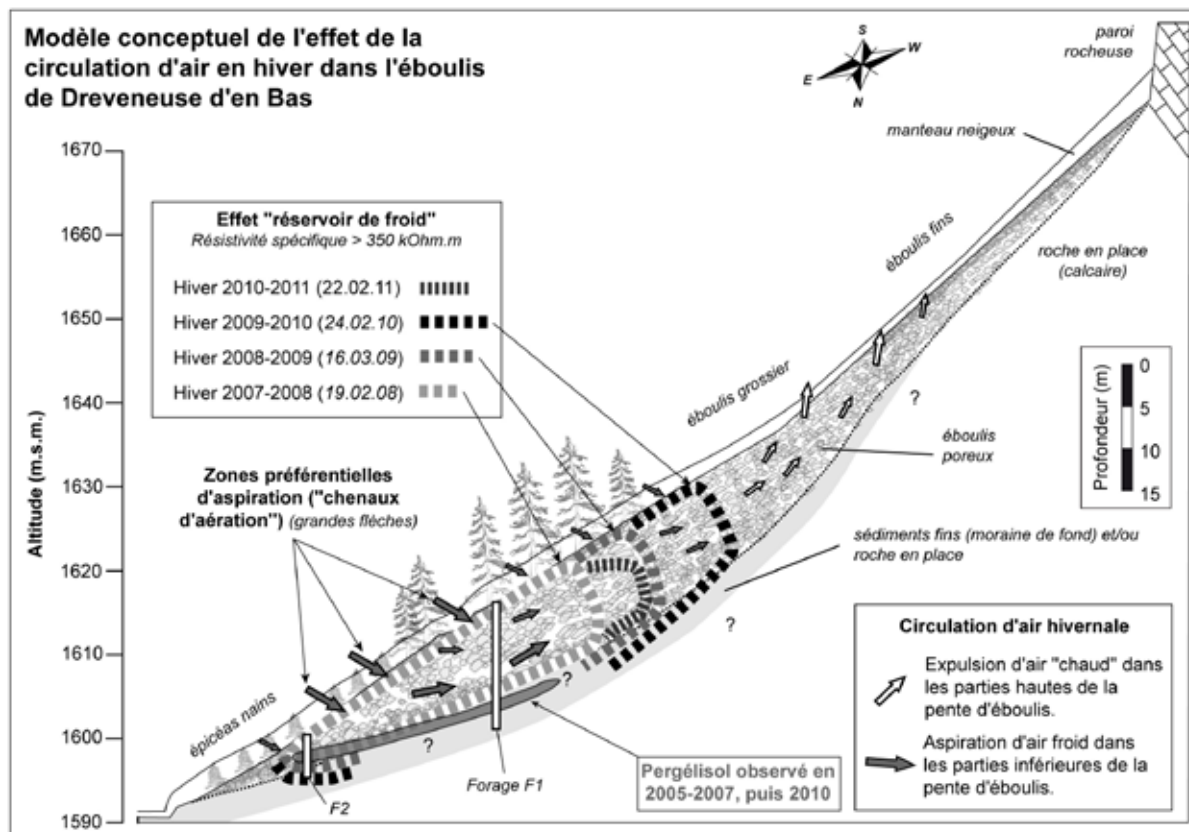 Modèle conceptuel de l'effet de la
circulation d'air en hiver dans l'éboulis
de Dreveneuse d'en Bas
S
W
E
N
paroi
rocheuse
manteau neigeux
Altitude (m.s.m.)
1670
1660
1650
1640
1630
1620
1610
1600
1590
Effet "réservoir de froid"
Résistivité spécifique > 350 kOhm.m
Hiver 2010-2011 (22.02.11)
Hiver 2009-2010 (24.02.10)
Hiver 2008-2009 (16.03.09)
Hiver 2007-2008 (19.02.08)
éboulis fins
roche en place
(calcaire)
éboulis grossier
?
éboulis
poreux
Profondeur (m)
0
5
10
15
Zones préférentielles
d'aspiration ("chenaux
d'aération") (grandes flèches)
sédiments fins (moraine de fond) et/ou
roche en place
?
?
?
épicéas nains
F2
Forage F1
Pergélisol observé en
2005-2007, puis 2010
Circulation d'air hivernale
Expulsion d'air "chaud" dans
les parties hautes de la
pente d'éboulis.
Aspiration d'air froid dans
les parties inférieures de la
pente d'éboulis.